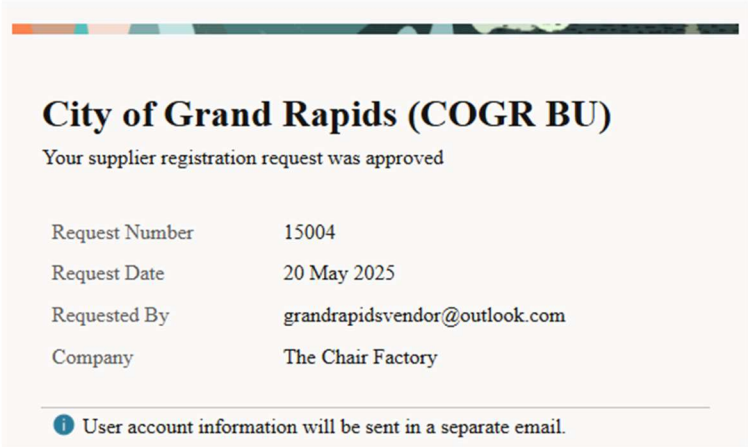 City of Grand Rapids (COGR BU)
Your supplier registration request was approved
Request Number 15004
Request Date 20 May 2025
Requested By grandrapidsvendor@outlook.com
Company The Chair Factory
User account information will be sent in a separate email.